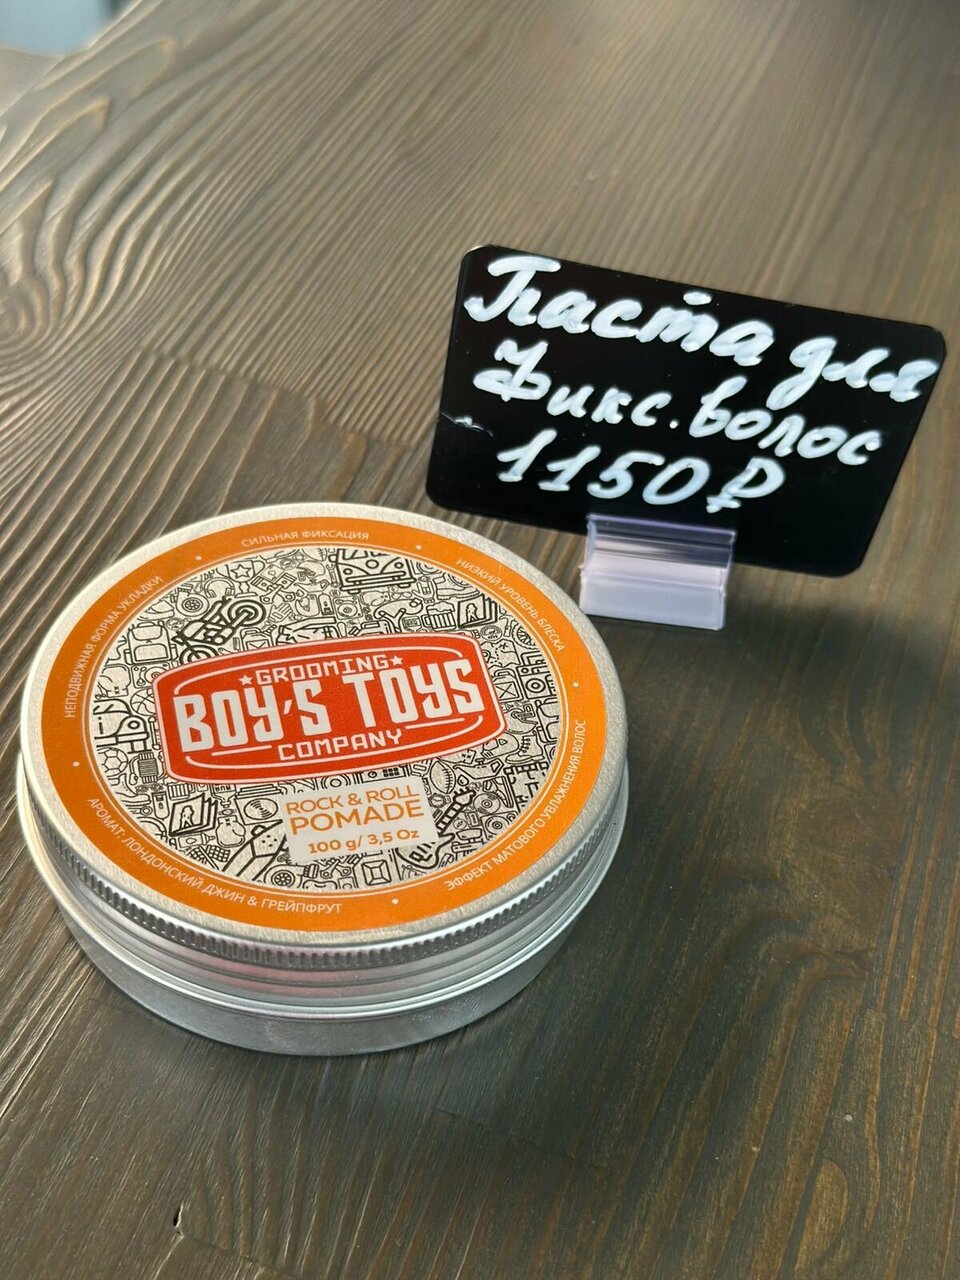 Паста для
фикс. волос
1150₽
СИЛЬНАЯ ФИКСАЦИЯ
НИЗКИЙ УРОВЕНЬ БЛЕСКА
ЭФФЕКТ МАТОВОГО УВЛАЖНЕНИЯ ВОЛОС
АРОМАТ: ЛОНДОНСКИЙ ДЖИН & ГРЕЙПФРУТ
НЕПОДВИЖНАЯ ФОРМА УКЛАДКИ
GROOMING
BOY'S TOYS
COMPANY
ROCK & ROLL
POMADE
100 g/ 3,5 Oz